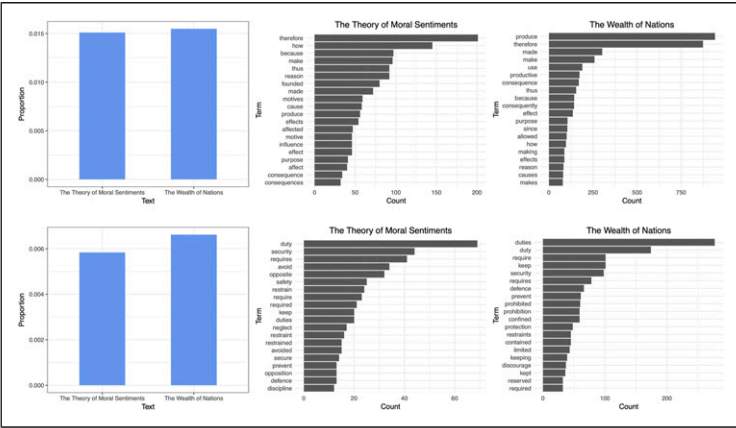 0.015
0.010
0.005
0.000
Proportion
The Theory of Moral Sentiments
The Wealth of Nations
Text
The Theory of Moral Sentiments
therefore
how
because
make
thus
reason
founded
made
motives
cause
produce
effects
affected
motive
influence
effect
purpose
affect
consequence
consequences
Term
0
50
100
150
200
Count
The Wealth of Nations
produce
therefore
made
make
use
productive
consequence
thus
because
consequently
effect
purpose
since
allowed
how
making
effects
reason
causes
makes
Term
0
250
500
750
Count
0.006
0.004
0.002
0.000
Proportion
The Theory of Moral Sentiments
The Wealth of Nations
Text
The Theory of Moral Sentiments
duty
security
requires
avoid
opposite
safety
restrain
require
required
keep
duties
neglect
restraint
restrained
avoided
secure
prevent
opposition
defence
discipline
Term
0
20
40
60
Count
The Wealth of Nations
duties
duty
require
keep
security
requires
defence
prevent
prohibited
prohibition
confined
protection
restraints
contained
limited
keeping
discourage
kept
reserved
required
Term
0
100
200
Count